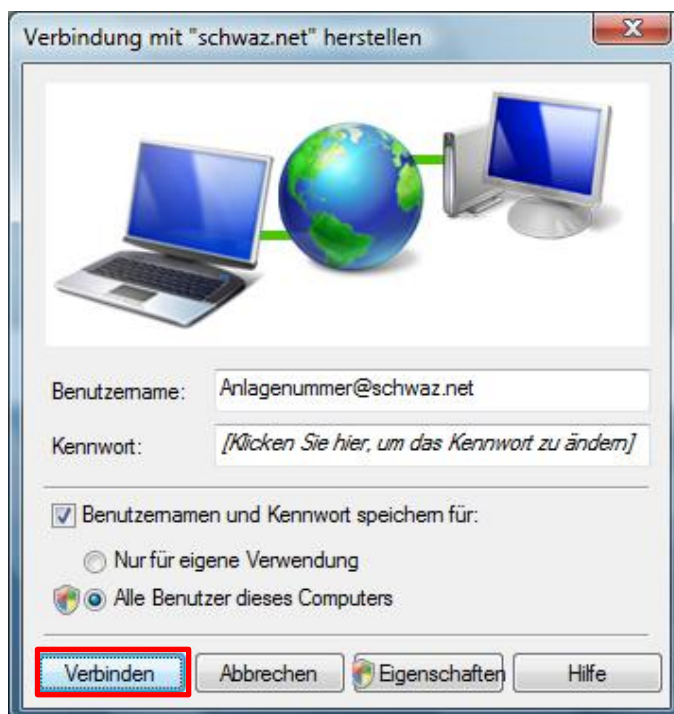 Verbindung mit "schwaz.net" herstellen
X
Benutzername: Anlagenummer@schwaz.net
Kennwort: [Klicken Sie hier, um das Kennwort zu ändern]
Benutzernamen und Kennwort speichern für:
Nur für eigene Verwendung
Alle Benutzer dieses Computers
Verbinden Abbrechen Eigenschaften Hilfe